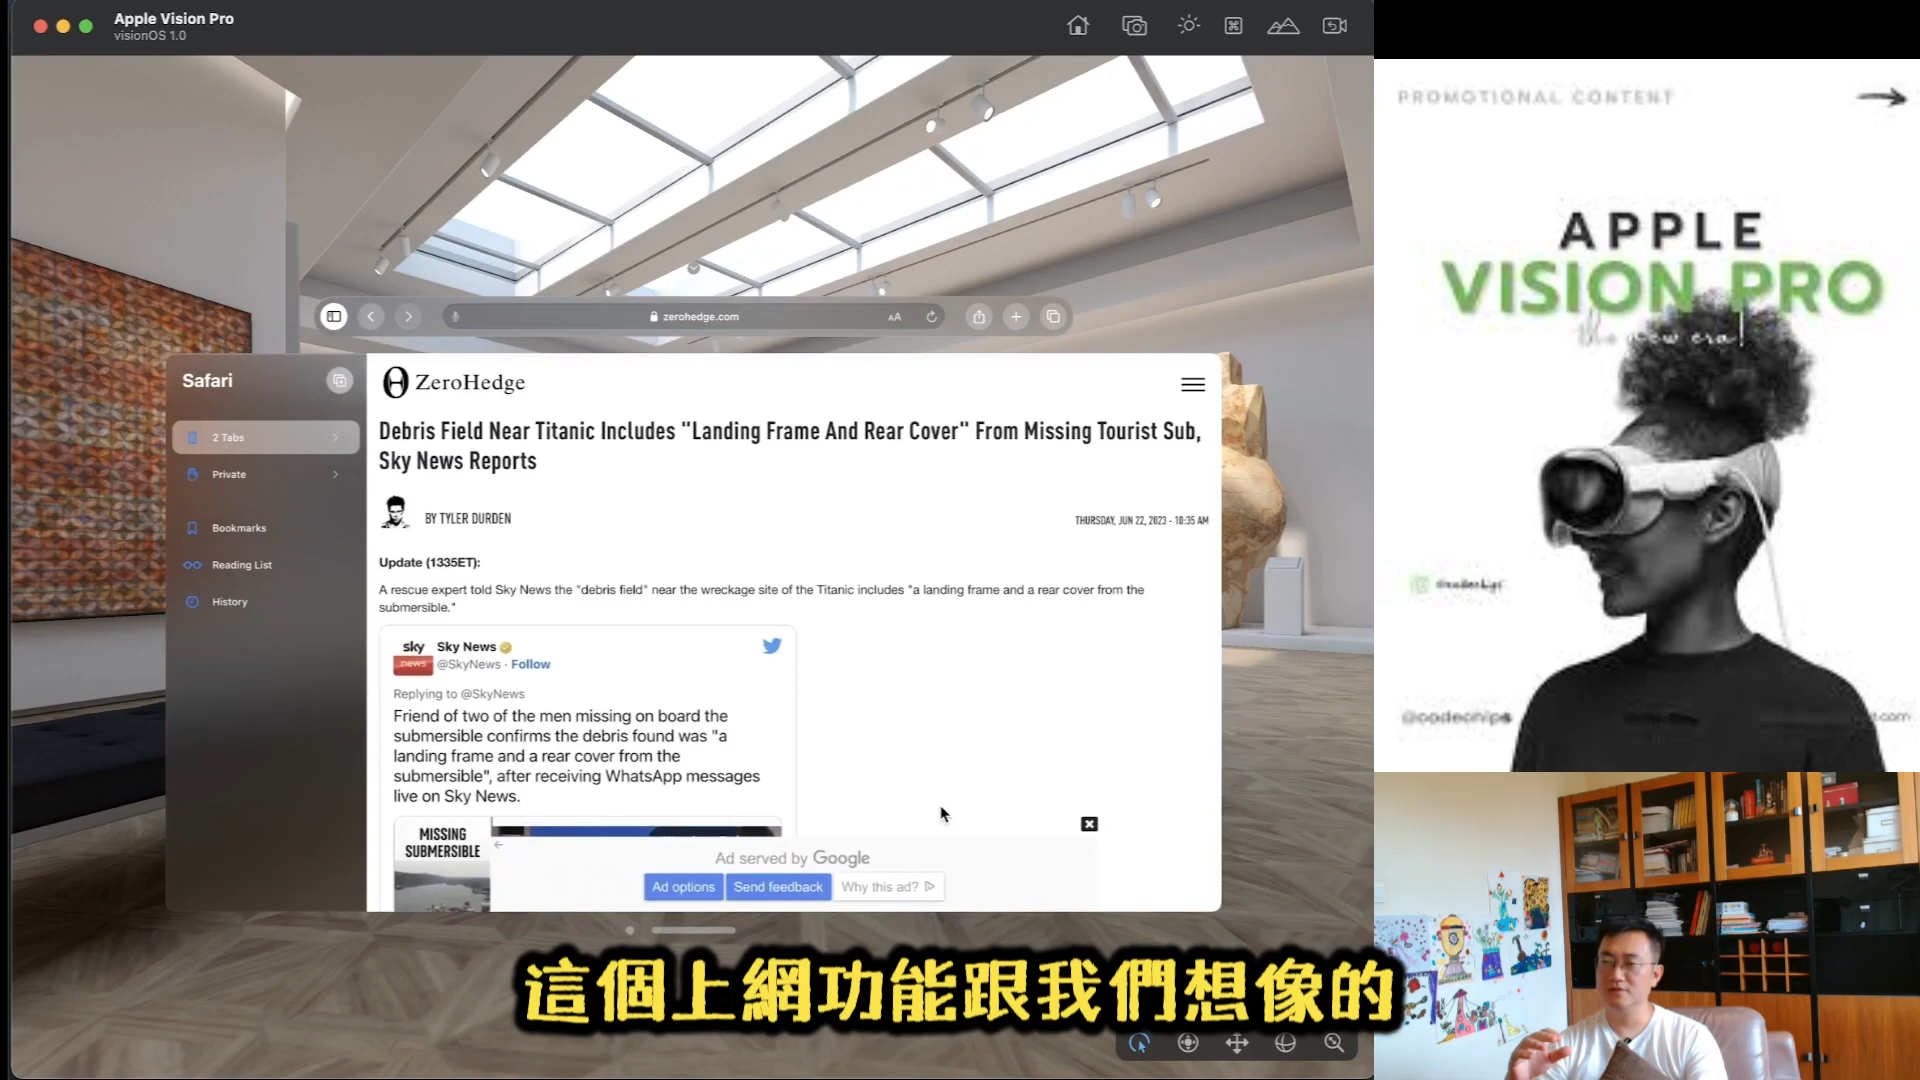 Apple Vision Pro
visionOS 1.0
zerohedge.com
AA
Safari
2 Tabs
Private
Bookmarks
Reading List
History
ZeroHedge
Debris Field Near Titanic Includes "Landing Frame And Rear Cover" From Missing Tourist Sub,
Sky News Reports
BY TYLER DURDEN
THURSDAY, JUN 22, 2023 - 10:35 AM
Update (1335ET):
A rescue expert told Sky News the "debris field" near the wreckage site of the Titanic includes "a landing frame and a rear cover from the
submersible."
sky
news
Sky News
@SkyNews · Follow
Replying to @SkyNews
Friend of two of the men missing on board the
submersible confirms the debris found was "a
landing frame and a rear cover from the
submersible", after receiving WhatsApp messages
live on Sky News.
MISSING
SUBMERSIBLE
Ad served by Google
Ad options
Send feedback
Why this ad?
這個上網功能跟我們想像的
PROMOTIONAL CONTENT
APPLE
VISION PRO
the new era!